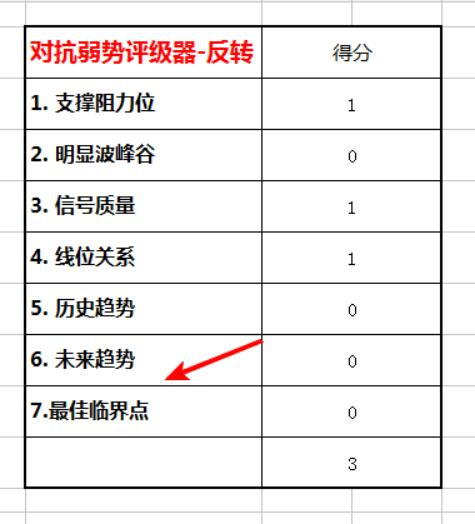 对抗弱势评级器-反转 得分
1. 支撑阻力位 1
2. 明显波峰谷 0
3. 信号质量 1
4. 线位关系 1
5. 历史趋势 0
6. 未来趋势 0
7.最佳临界点 0
3